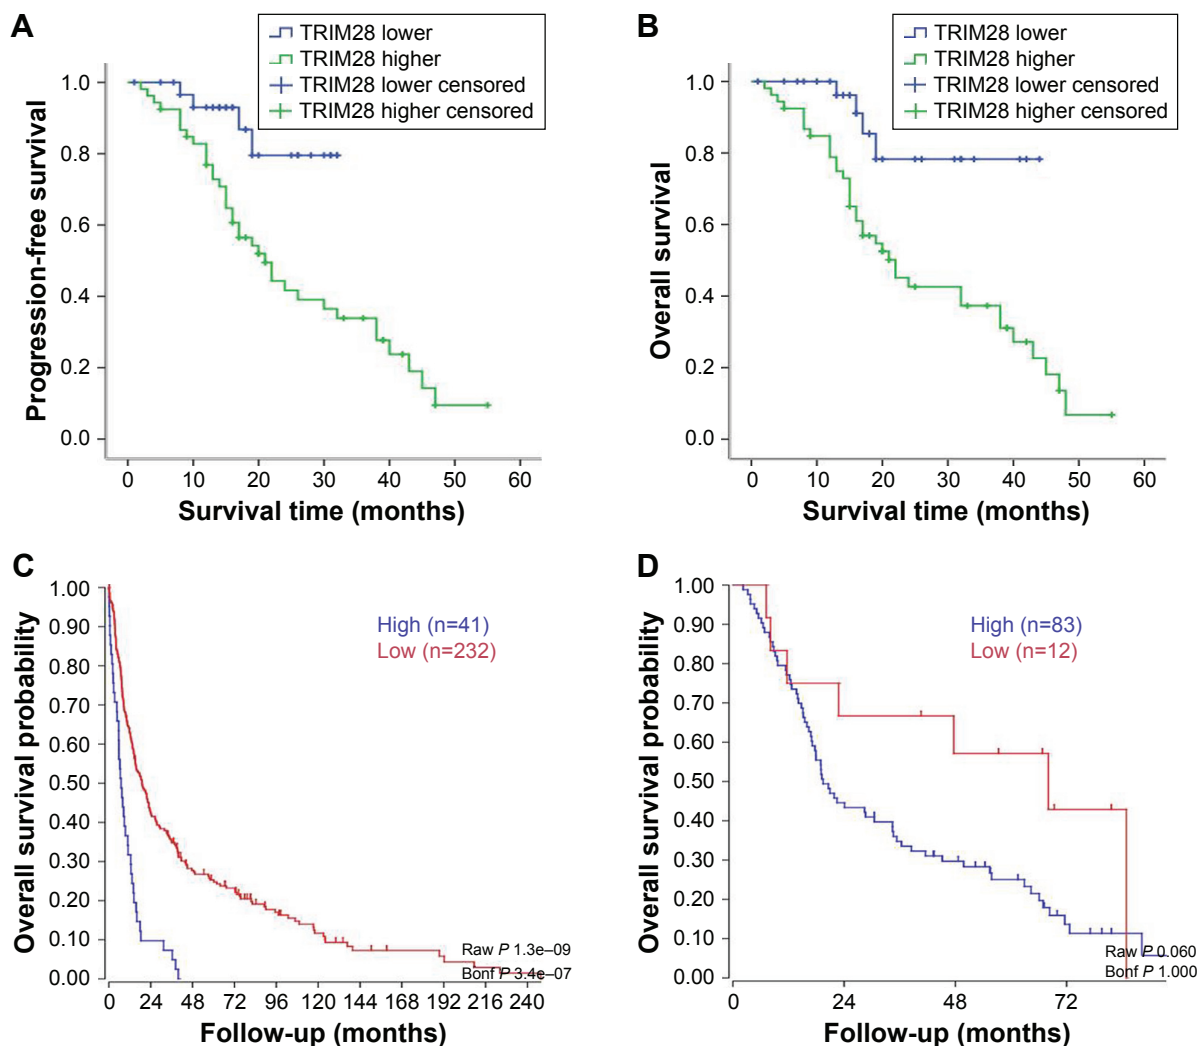 A
TRIM28 lower
TRIM28 higher
TRIM28 lower censored
TRIM28 higher censored
Progression-free survival
1.0
0.8
0.6
0.4
0.2
0.0
0 10 20 30 40 50 60
Survival time (months)
B
TRIM28 lower
TRIM28 higher
TRIM28 lower censored
TRIM28 higher censored
Overall survival
1.0
0.8
0.6
0.4
0.2
0.0
0 10 20 30 40 50 60
Survival time (months)
C
Overall survival probability
1.00
0.90
0.80
0.70
0.60
0.50
0.40
0.30
0.20
0.10
0.00
High (n=41)
Low (n=232)
Raw P 1.3e–09
Bonf P 3.4e–07
0 24 48 72 96 120 144 168 192 216 240
Follow-up (months)
D
Overall survival probability
1.00
0.90
0.80
0.70
0.60
0.50
0.40
0.30
0.20
0.10
0.00
High (n=83)
Low (n=12)
Raw P 0.060
Bonf P 1.000
0 24 48 72
Follow-up (months)